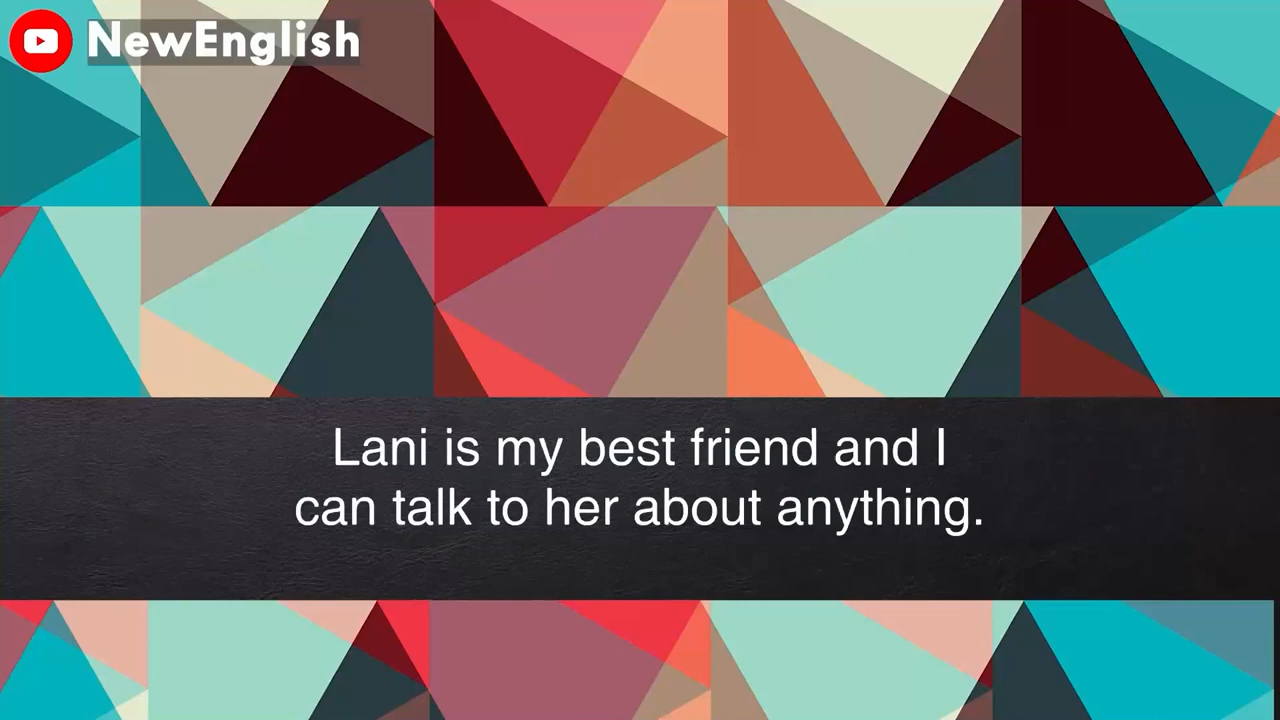 NewEnglish
Lani is my best friend and I
can talk to her about anything.